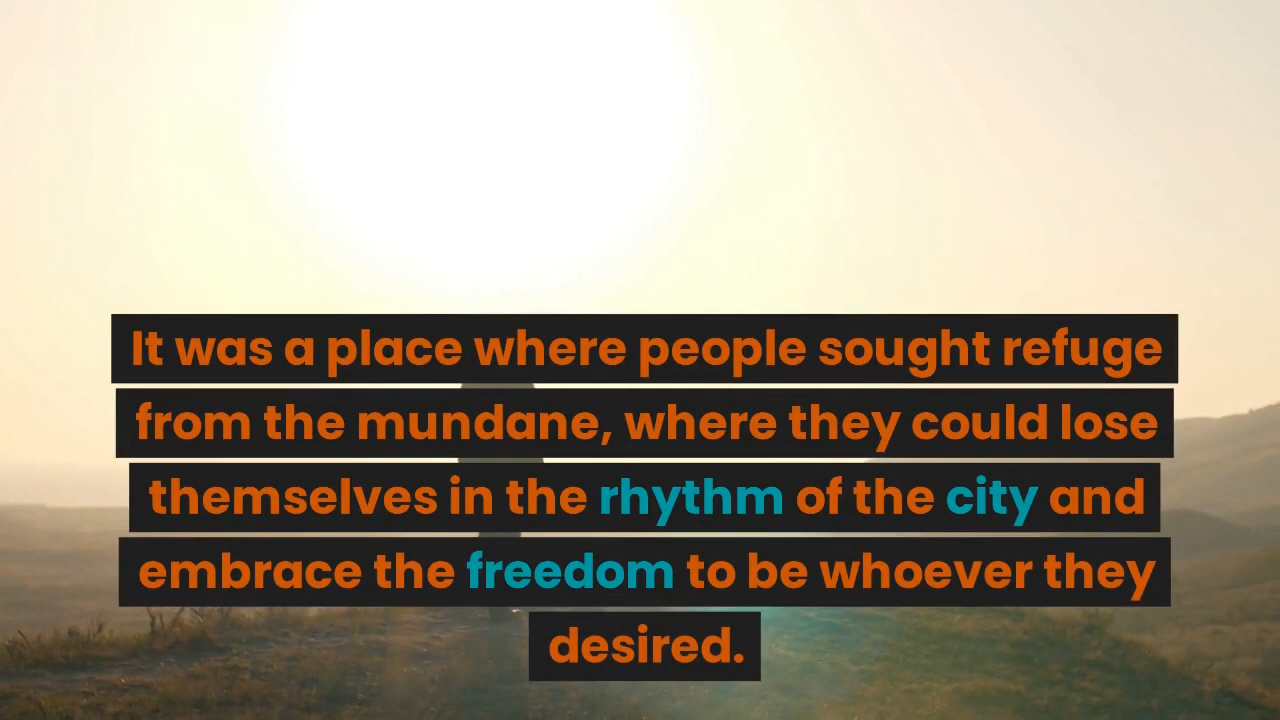 It was a place where people sought refuge
from the mundane, where they could lose
themselves in the rhythm of the city and
embrace the freedom to be whoever they
desired.